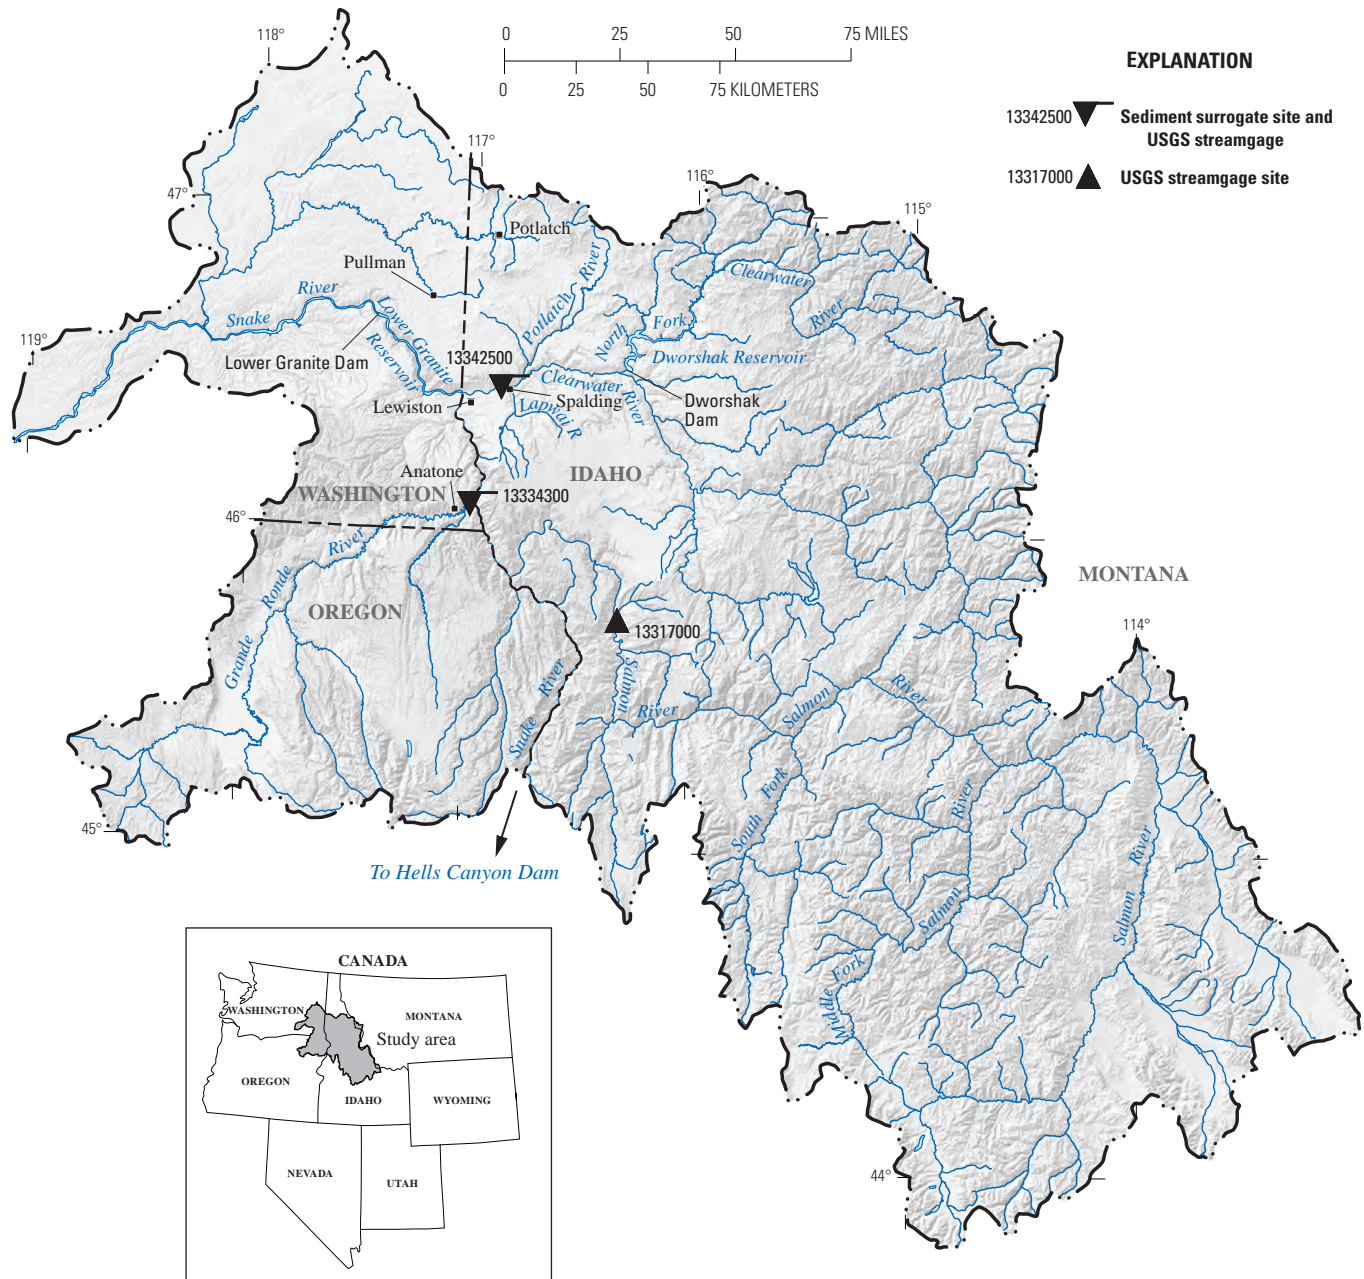 0 25 50 75 MILES
0 25 50 75 KILOMETERS
EXPLANATION
13342500 Sediment surrogate site and
USGS streamgage
13317000 USGS streamgage site
118°
117°
116°
115°
47°
119°
46°
45°
114°
44°
Potlatch
Pullman
Potlatch River
Snake River
Lower Granite Dam
Lower Granite
Reservoir
13342500
Lewiston
Spalding
Clearwater
River
Lapwai R
North
Fork
Clearwater
River
Dworshak Reservoir
Dworshak
Dam
IDAHO
Anatone
WASHINGTON
13334300
Grande Ronde River
OREGON
MONTANA
13317000
Salmon
River
Snake River
Salmon
River
South Fork
Salmon
River
Middle Fork
Salmon
River
To Hells Canyon Dam
CANADA
WASHINGTON
MONTANA
Study area
OREGON
IDAHO
WYOMING
NEVADA
UTAH